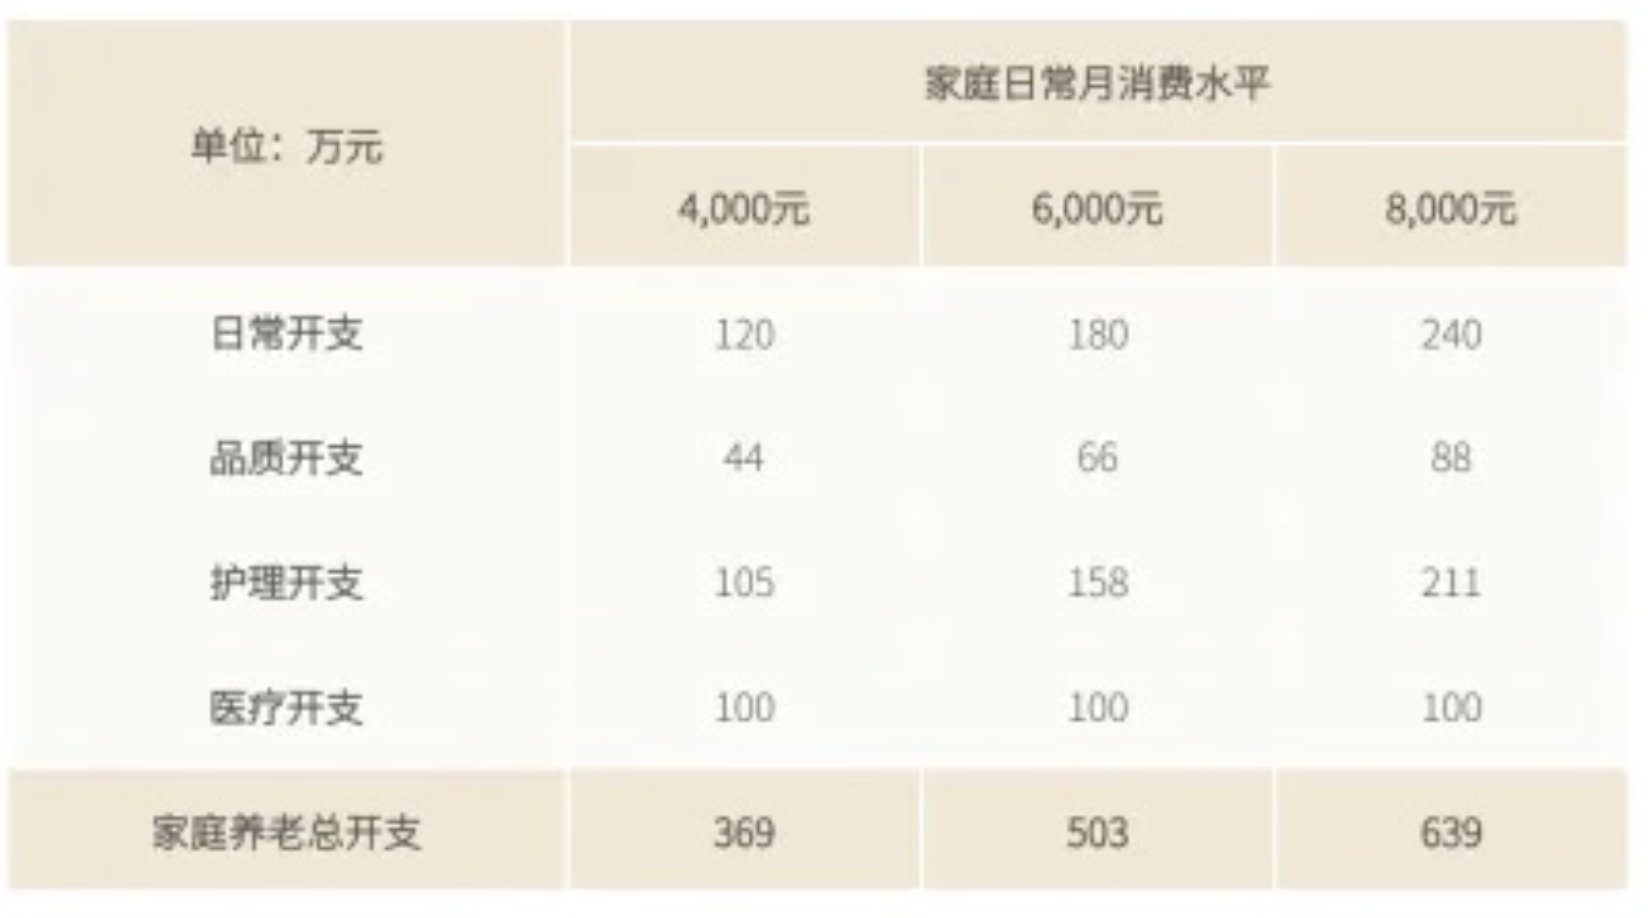 家庭日常月消费水平
单位：万元
4,000元 6,000元 8,000元
日常开支 120 180 240
品质开支 44 66 88
护理开支 105 158 211
医疗开支 100 100 100
家庭养老总开支 369 503 639